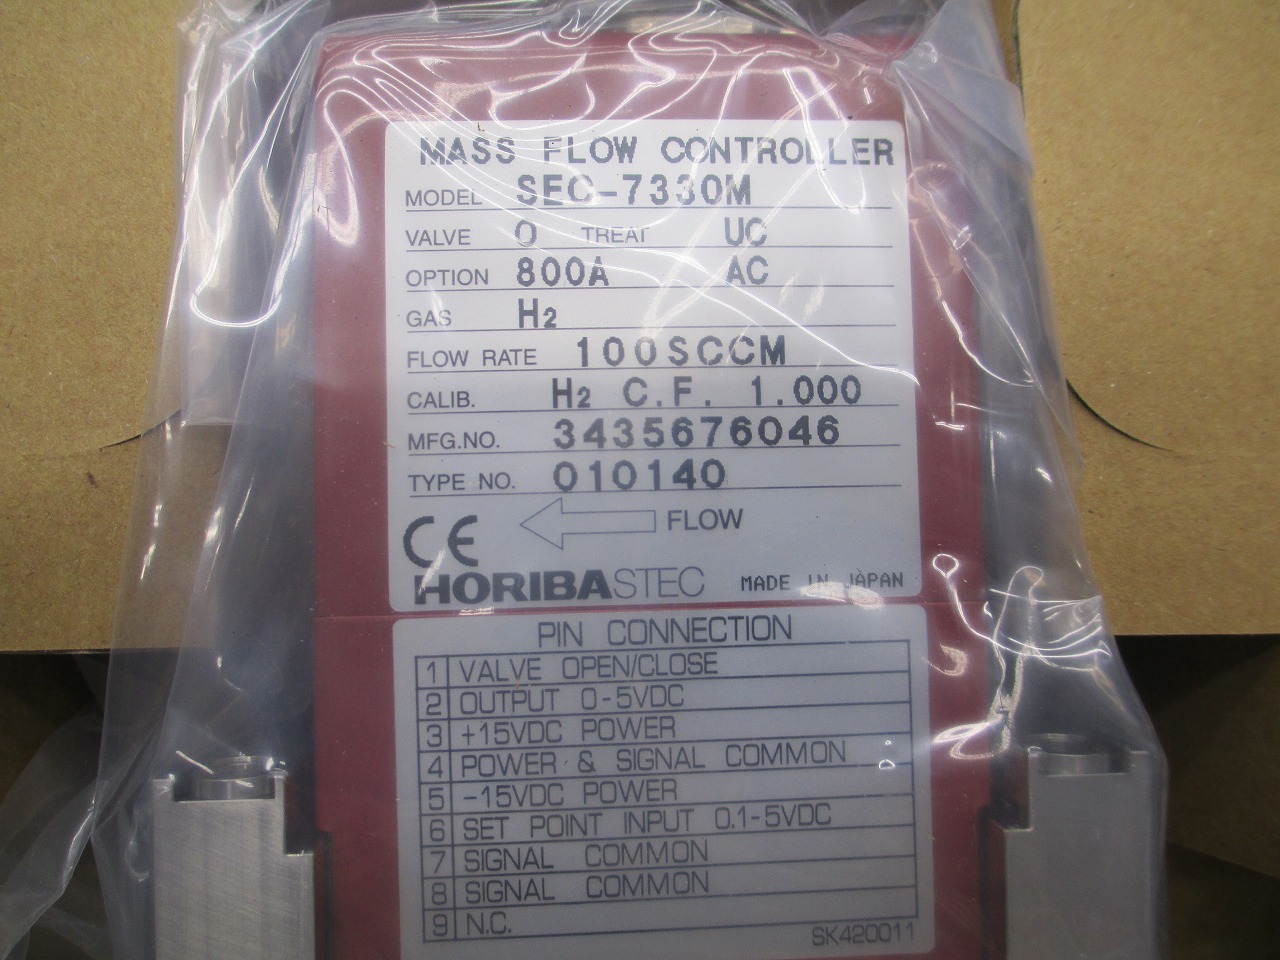 MASS FLOW CONTROLLER
MODEL SEC-7330M
VALVE O TREAT UC
OPTION 800A AC
GAS H2
FLOW RATE 100SCCM
CALIB. H2 C.F. 1.000
MFG.NO. 3435676046
TYPE NO. 010140
CE FLOW
HORIBASTEC MADE IN JAPAN
PIN CONNECTION
1 VALVE OPEN/CLOSE
2 OUTPUT 0-5VDC
3 +15VDC POWER
4 POWER & SIGNAL COMMON
5 -15VDC POWER
6 SET POINT INPUT 0.1-5VDC
7 SIGNAL COMMON
8 SIGNAL COMMON
9 N.C.
SK420011